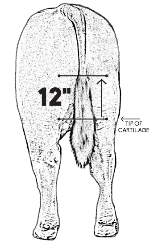 12"
TIP OF
CARTILAGE